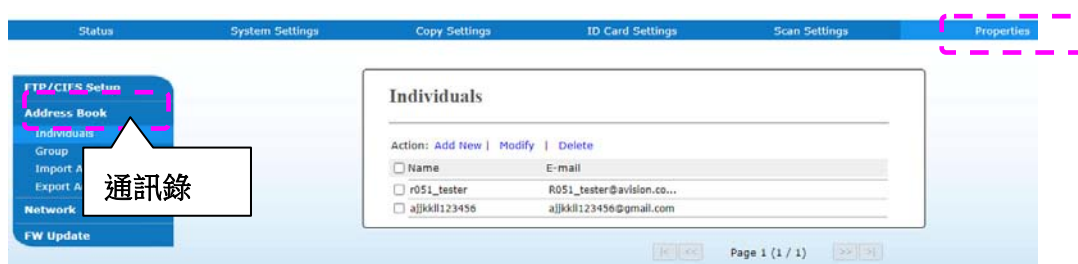 Status System Settings Copy Settings ID Card Settings Scan Settings Properties
FTP/CIFS Setup
Address Book
Individuals
Group
Import A
Export A
Network
FW Update
通訊錄
Individuals
Action: Add New | Modify | Delete
Name E-mail
r051_tester R051_tester@avision.co...
ajjkkll123456 ajjkkll123456@gmail.com
|< << Page 1 (1 / 1) >> >|